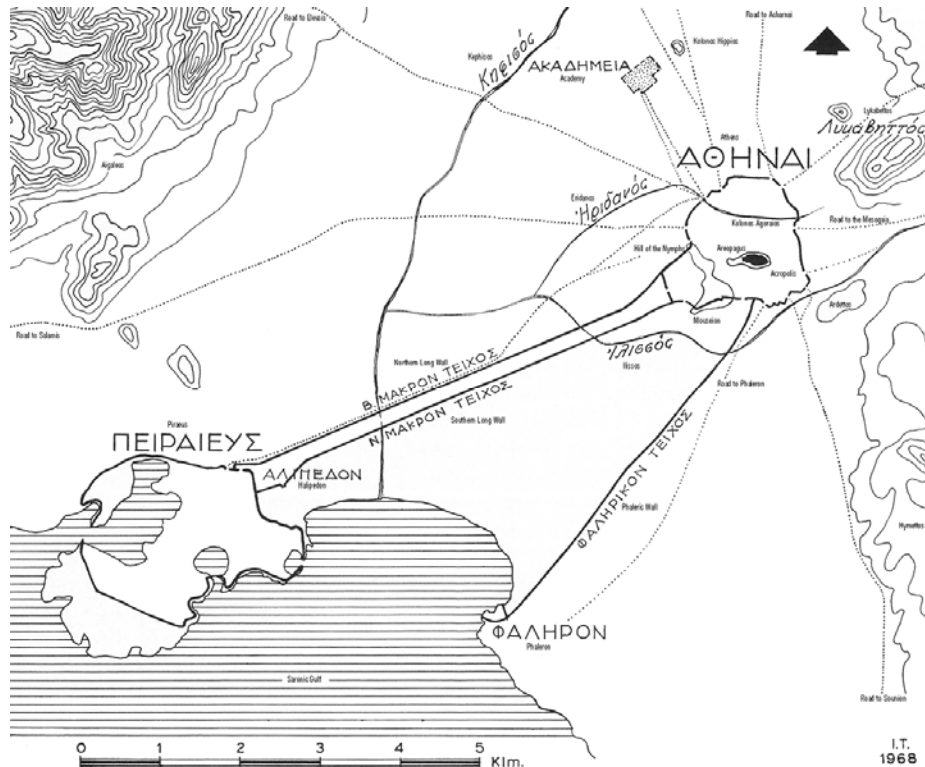 Road to Eleusis
Kephisos
Κηφισός
Kolonos Hippios
Road to Acharnai
ΑΚΑΔΗΜΕΙΑ
Academy
Lykabettos
Λυκαβηττός
Aigaleos
Athens
ΑΘΗΝΑΙ
Eridanos
Ἠριδανός
Kolonos Agoraios
Road to the Mesogeia
Hill of the Nymphs
Areopagus
Acropolis
Ardettos
Mouseion
Road to Salamis
Ἰλισσός
Ilissos
Northern Long Wall
Β. ΜΑΚΡΟΝ ΤΕΙΧΟΣ
Ν. ΜΑΚΡΟΝ ΤΕΙΧΟΣ
Southern Long Wall
Road to Phaleron
Piraeus
ΠΕΙΡΑΙΕΥΣ
ΑΛΙΠΕΔΟΝ
Halipedon
ΦΑΛΗΡΙΚΟΝ ΤΕΙΧΟΣ
Phaleric Wall
Hymettos
ΦΑΛΗΡΟΝ
Phaleron
Saronic Gulf
Road to Sounion
0 1 2 3 4 5
Klm.
I.T.
1968